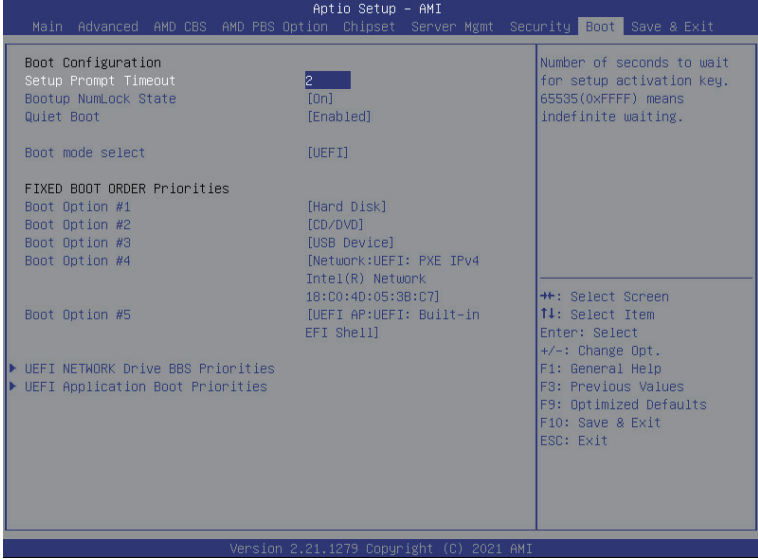 Aptio Setup – AMI
Main Advanced AMD CBS AMD PBS Option Chipset Server Mgmt Security Boot Save & Exit
Boot Configuration
Setup Prompt Timeout 2
Bootup NumLock State [On]
Quiet Boot [Enabled]
Boot mode select [UEFI]
FIXED BOOT ORDER Priorities
Boot Option #1 [Hard Disk]
Boot Option #2 [CD/DVD]
Boot Option #3 [USB Device]
Boot Option #4 [Network:UEFI: PXE IPv4
Intel(R) Network
18:C0:4D:05:3B:C7]
Boot Option #5 [UEFI AP:UEFI: Built-in
EFI Shell]
UEFI NETWORK Drive BBS Priorities
UEFI Application Boot Priorities
Number of seconds to wait
for setup activation key.
65535(0xFFFF) means
indefinite waiting.
→←: Select Screen
↑↓: Select Item
Enter: Select
+/-: Change Opt.
F1: General Help
F3: Previous Values
F9: Optimized Defaults
F10: Save & Exit
ESC: Exit
Version 2.21.1279 Copyright (C) 2021 AMI